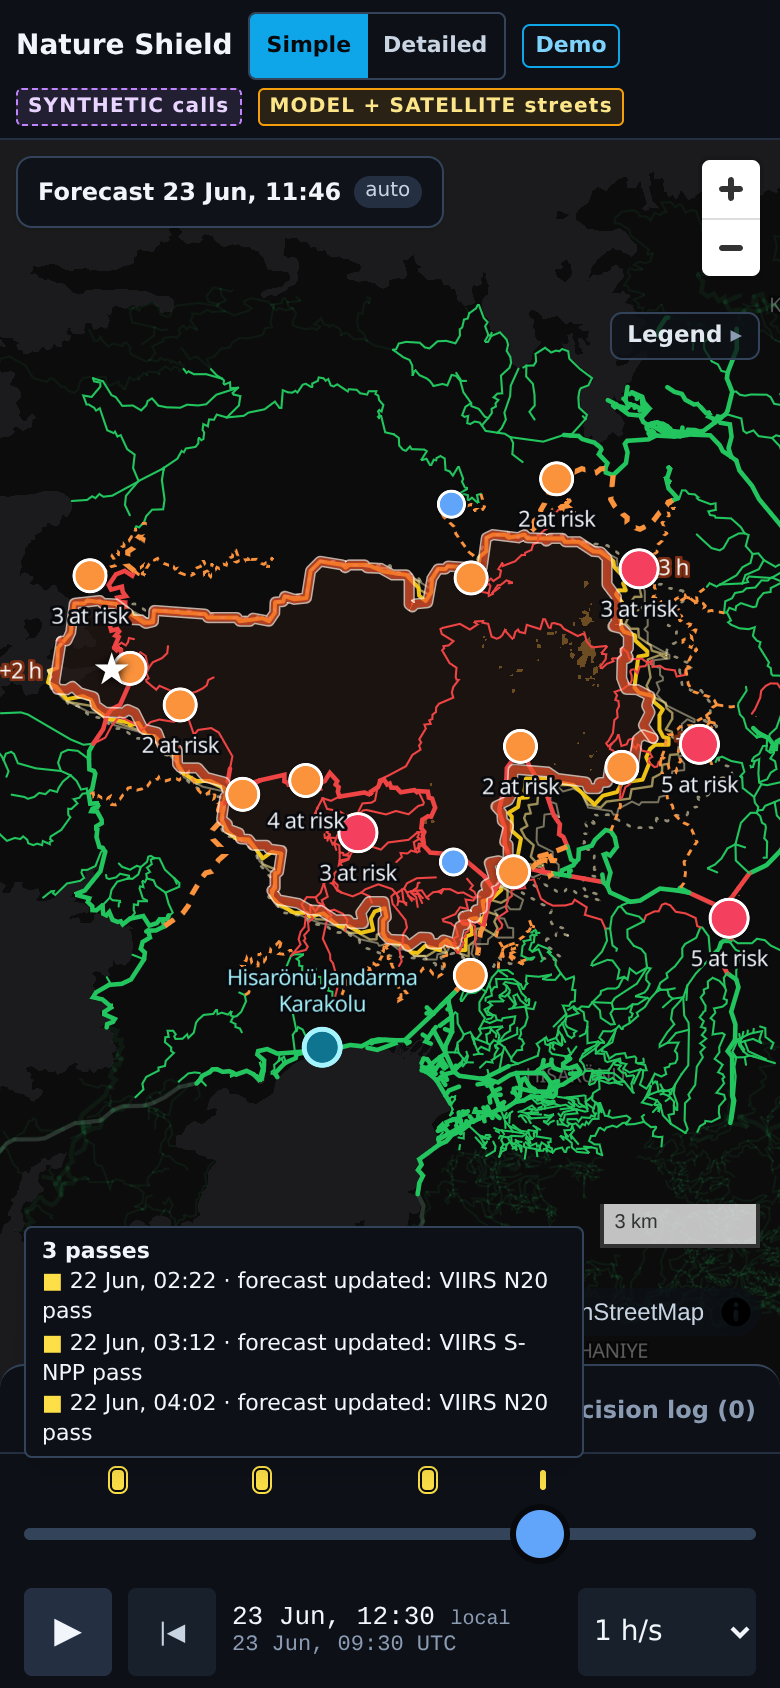 Nature Shield
Simple
Detailed
Demo
SYNTHETIC calls
MODEL + SATELLITE streets
Forecast 23 Jun, 11:46 auto
+
−
Legend ▸
K
2 at risk
3 h
3 at risk
3 at risk
+2 h
2 at risk
2 at risk
5 at risk
4 at risk
3 at risk
5 at risk
Hisarönü Jandarma
Karakolu
3 km
3 passes
22 Jun, 02:22 · forecast updated: VIIRS N20
pass
22 Jun, 03:12 · forecast updated: VIIRS S-
NPP pass
22 Jun, 04:02 · forecast updated: VIIRS N20
pass
nStreetMap
HANIYE
cision log (0)
23 Jun, 12:30 local
23 Jun, 09:30 UTC
1 h/s